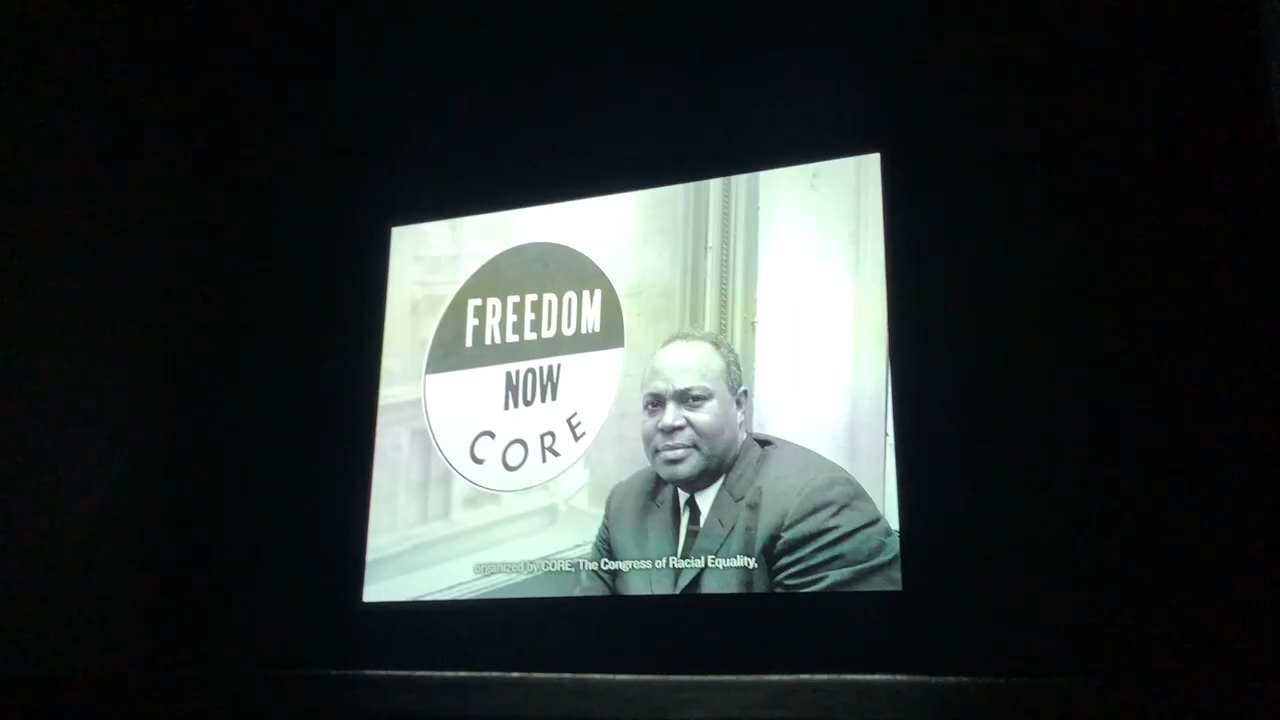 FREEDOM
NOW
CORE
organized by CORE, The Congress of Racial Equality,